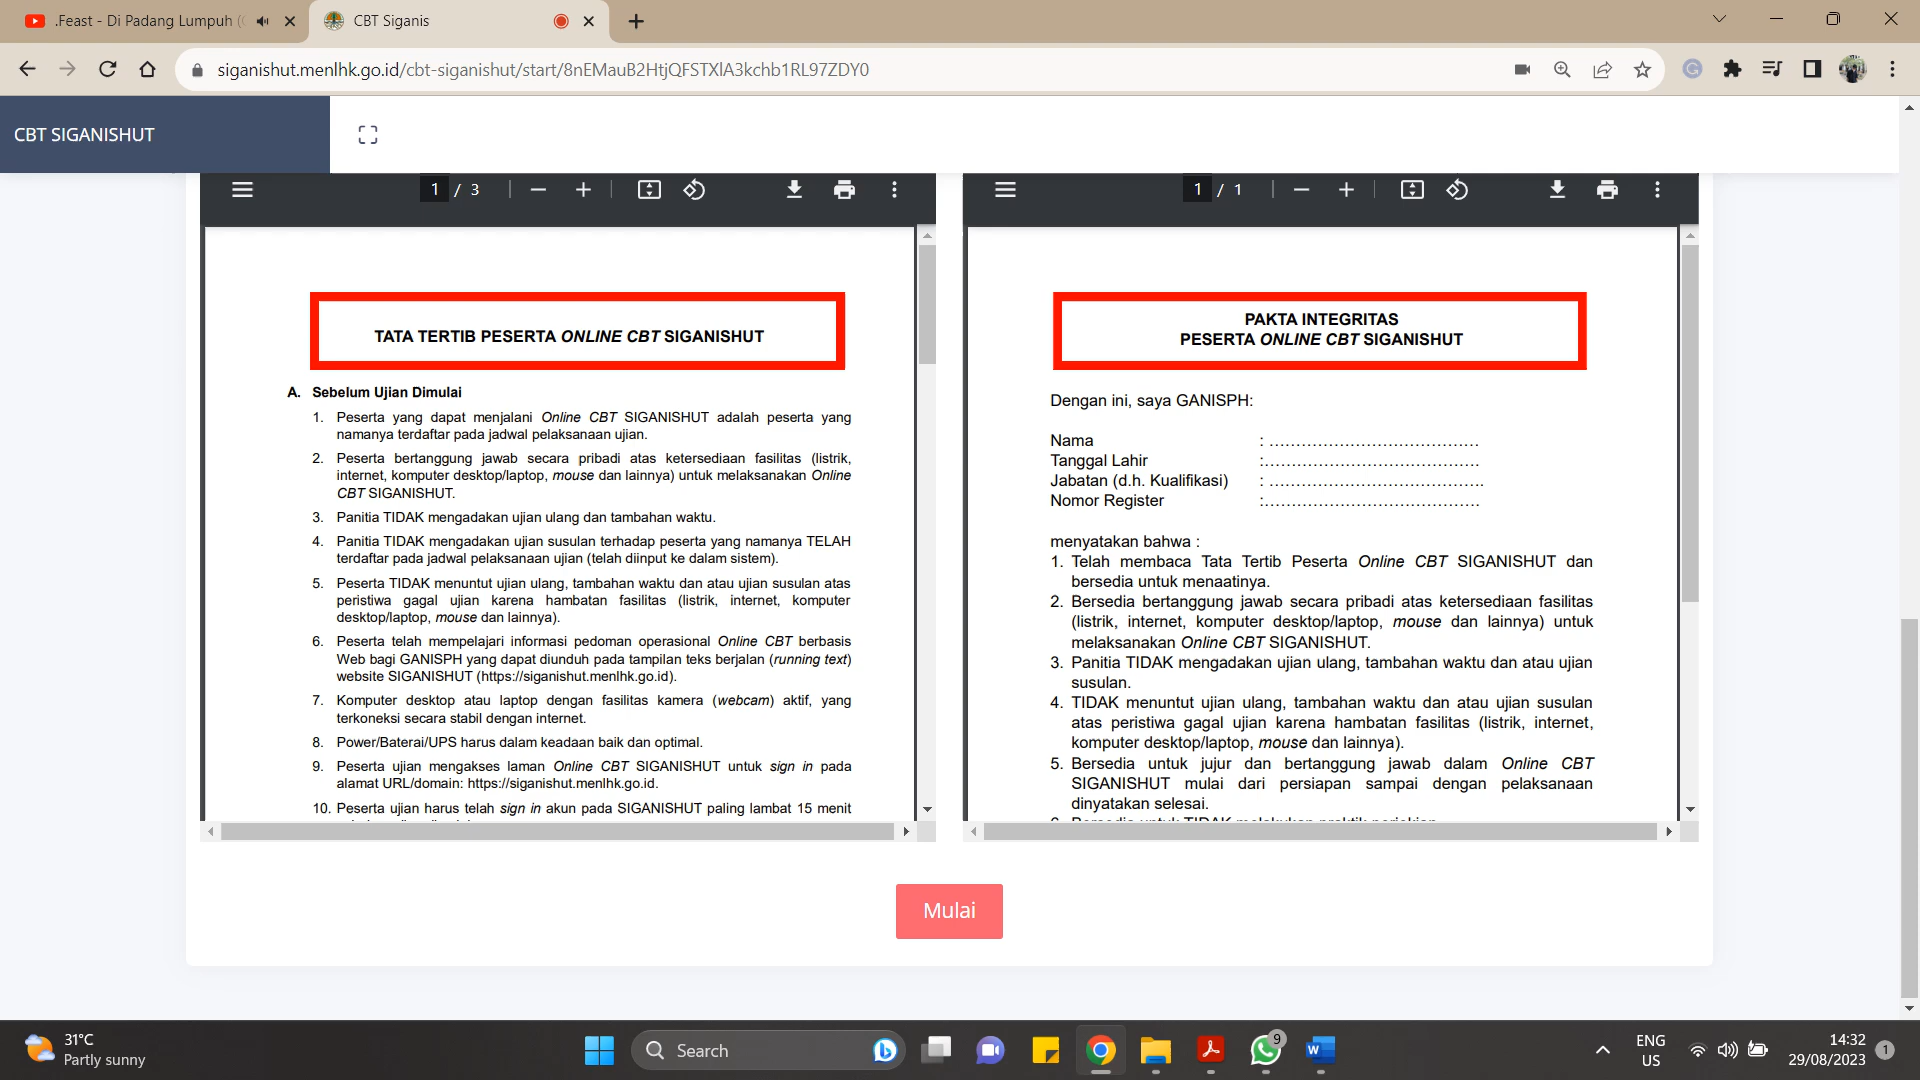 .Feast - Di Padang Lumpuh (
CBT Siganis
siganishut.menlhk.go.id/cbt-siganishut/start/8nEMauB2HtjQFSTXlA3kchb1RL97ZDY0
CBT SIGANISHUT
1 / 3
TATA TERTIB PESERTA ONLINE CBT SIGANISHUT
A. Sebelum Ujian Dimulai
1. Peserta yang dapat menjalani Online CBT SIGANISHUT adalah peserta yang
namanya terdaftar pada jadwal pelaksanaan ujian.
2. Peserta bertanggung jawab secara pribadi atas ketersediaan fasilitas (listrik,
internet, komputer desktop/laptop, mouse dan lainnya) untuk melaksanakan Online
CBT SIGANISHUT.
3. Panitia TIDAK mengadakan ujian ulang dan tambahan waktu.
4. Panitia TIDAK mengadakan ujian susulan terhadap peserta yang namanya TELAH
terdaftar pada jadwal pelaksanaan ujian (telah diinput ke dalam sistem).
5. Peserta TIDAK menuntut ujian ulang, tambahan waktu dan atau ujian susulan atas
peristiwa gagal ujian karena hambatan fasilitas (listrik, internet, komputer
desktop/laptop, mouse dan lainnya).
6. Peserta telah mempelajari informasi pedoman operasional Online CBT berbasis
Web bagi GANISPH yang dapat diunduh pada tampilan teks berjalan (running text)
website SIGANISHUT (https://siganishut.menlhk.go.id).
7. Komputer desktop atau laptop dengan fasilitas kamera (webcam) aktif, yang
terkoneksi secara stabil dengan internet.
8. Power/Baterai/UPS harus dalam keadaan baik dan optimal.
9. Peserta ujian mengakses laman Online CBT SIGANISHUT untuk sign in pada
alamat URL/domain: https://siganishut.menlhk.go.id.
10. Peserta ujian harus telah sign in akun pada SIGANISHUT paling lambat 15 menit
1 / 1
PAKTA INTEGRITAS
PESERTA ONLINE CBT SIGANISHUT
Dengan ini, saya GANISPH:
Nama : ……………………………………
Tanggal Lahir :……………………………………
Jabatan (d.h. Kualifikasi) : ……………………………………
Nomor Register :……………………………………
menyatakan bahwa :
1. Telah membaca Tata Tertib Peserta Online CBT SIGANISHUT dan
bersedia untuk menaatinya.
2. Bersedia bertanggung jawab secara pribadi atas ketersediaan fasilitas
(listrik, internet, komputer desktop/laptop, mouse dan lainnya) untuk
melaksanakan Online CBT SIGANISHUT.
3. Panitia TIDAK mengadakan ujian ulang, tambahan waktu dan atau ujian
susulan.
4. TIDAK menuntut ujian ulang, tambahan waktu dan atau ujian susulan
atas peristiwa gagal ujian karena hambatan fasilitas (listrik, internet,
komputer desktop/laptop, mouse dan lainnya).
5. Bersedia untuk jujur dan bertanggung jawab dalam Online CBT
SIGANISHUT mulai dari persiapan sampai dengan pelaksanaan
dinyatakan selesai.
Mulai
31°C
Partly sunny
Search
9
ENG
US
14:32
29/08/2023
1